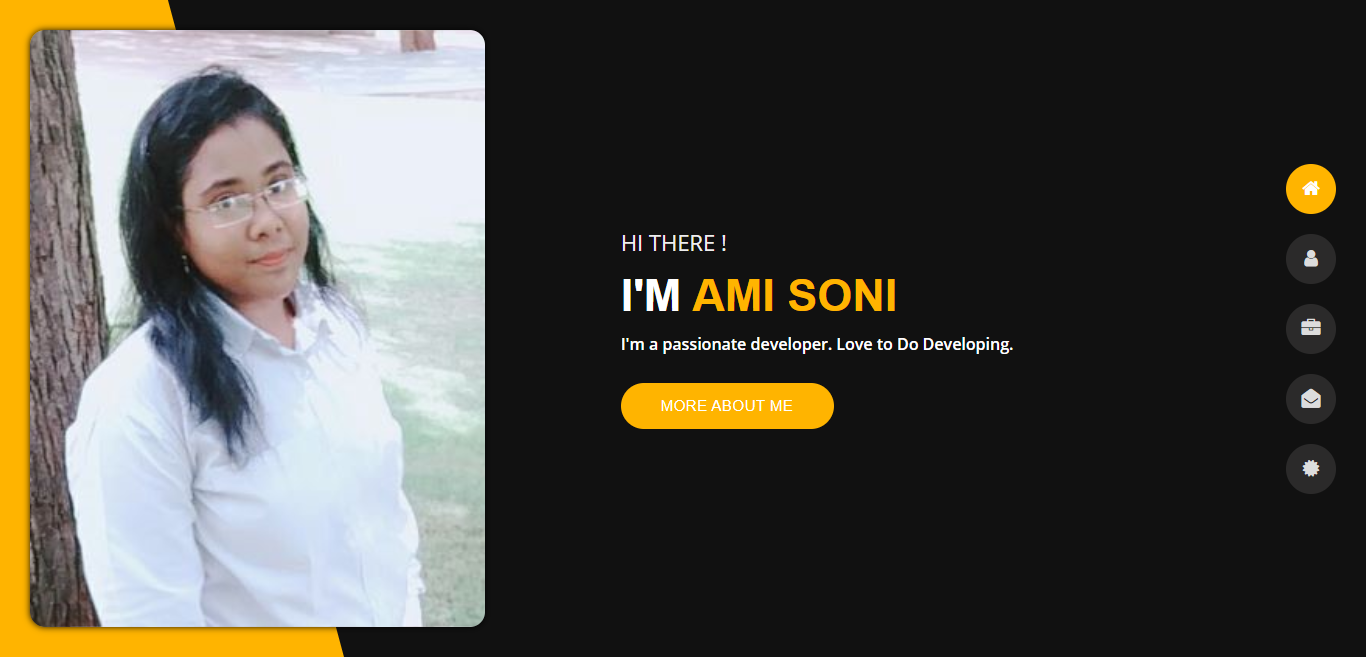 HI THERE !
I'M AMI SONI
I'm a passionate developer. Love to Do Developing.
MORE ABOUT ME